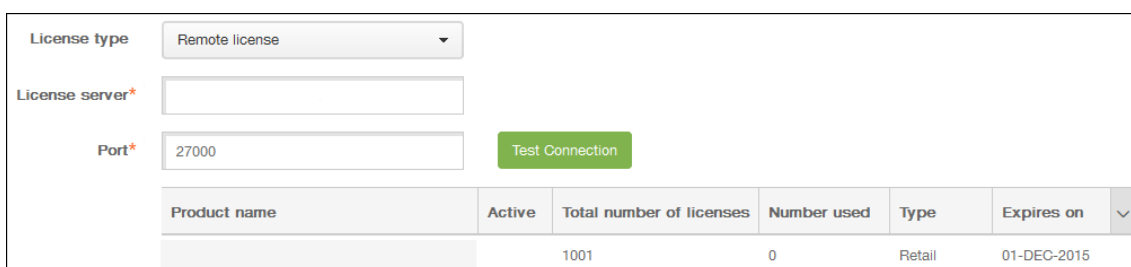 License type Remote license
License server*
Port* 27000 Test Connection
Product name Active Total number of licenses Number used Type Expires on
1001 0 Retail 01-DEC-2015